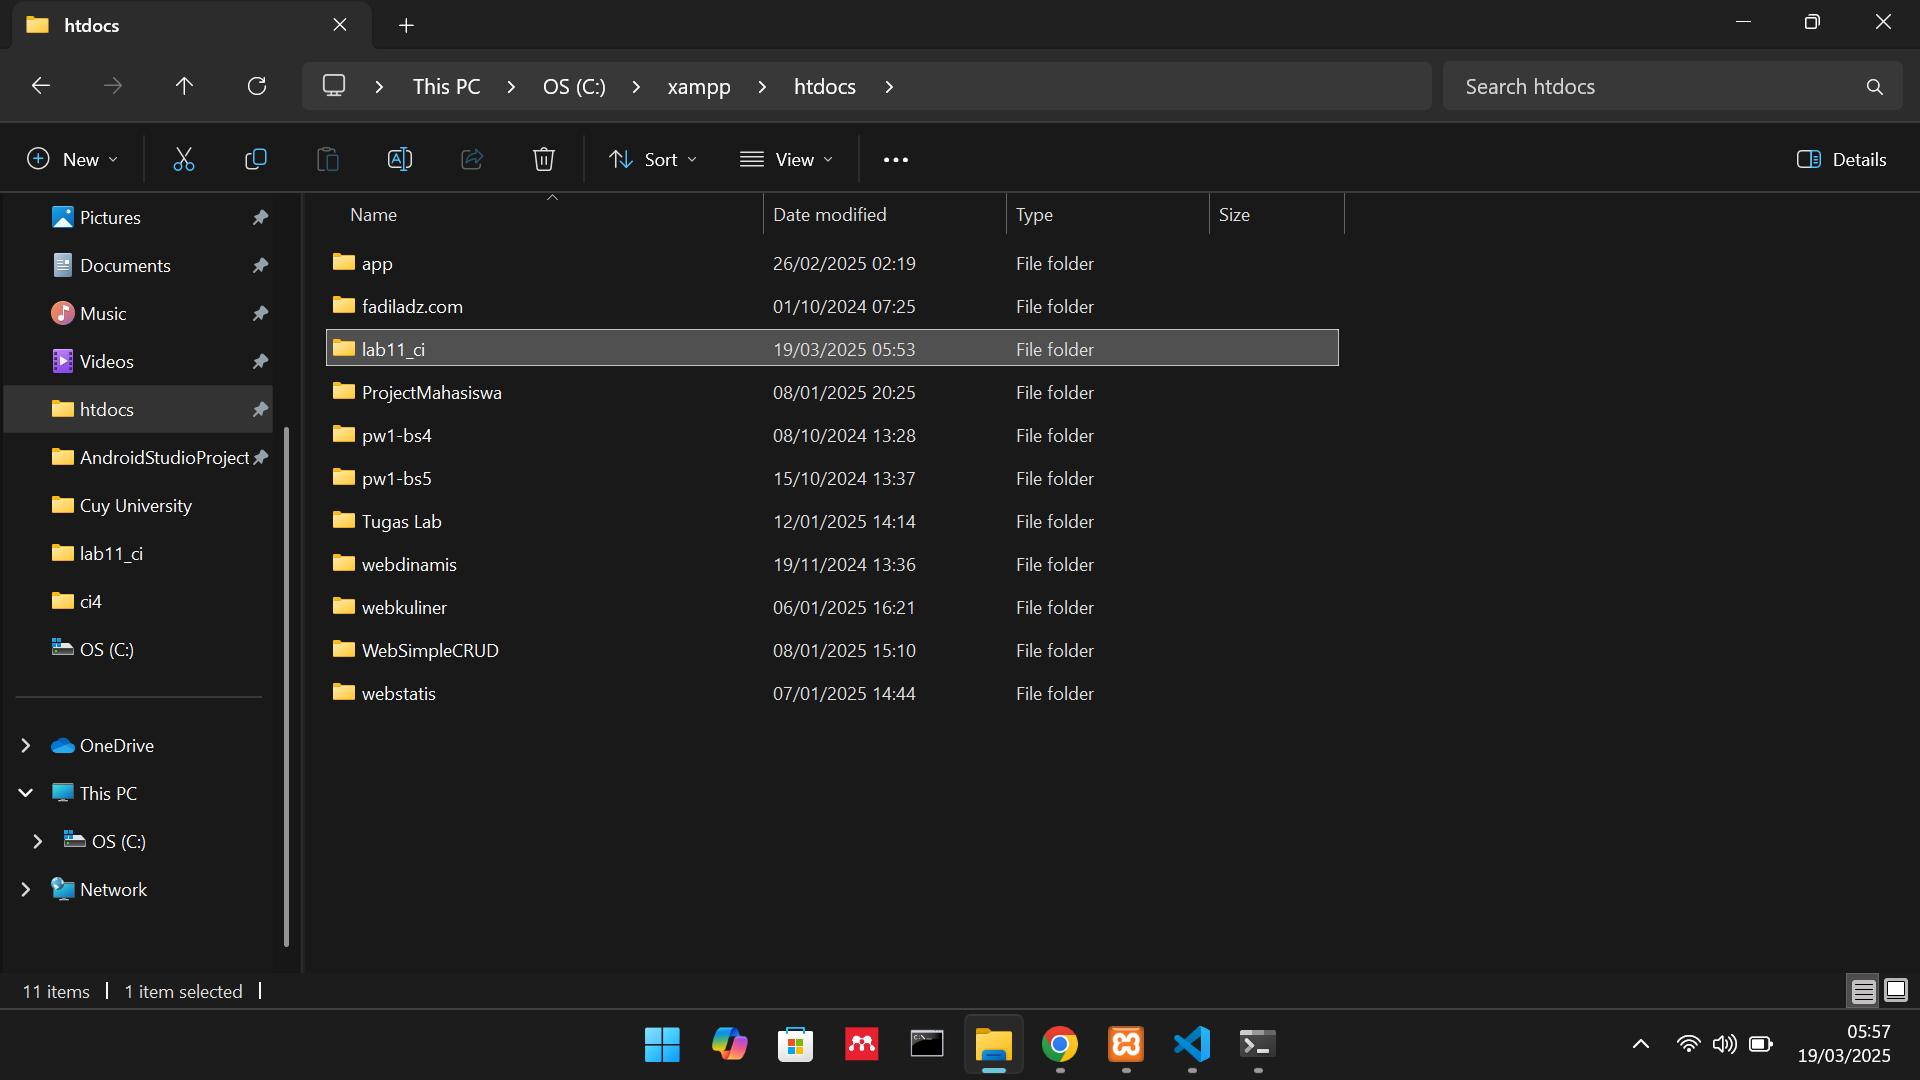 htdocs
This PC
OS (C:)
xampp
htdocs
Search htdocs
New
Sort
View
Details
Pictures
Documents
Music
Videos
htdocs
AndroidStudioProject
Cuy University
lab11_ci
ci4
OS (C:)
OneDrive
This PC
OS (C:)
Network
Name Date modified Type Size
app 26/02/2025 02:19 File folder
fadiladz.com 01/10/2024 07:25 File folder
lab11_ci 19/03/2025 05:53 File folder
ProjectMahasiswa 08/01/2025 20:25 File folder
pw1-bs4 08/10/2024 13:28 File folder
pw1-bs5 15/10/2024 13:37 File folder
Tugas Lab 12/01/2025 14:14 File folder
webdinamis 19/11/2024 13:36 File folder
webkuliner 06/01/2025 16:21 File folder
WebSimpleCRUD 08/01/2025 15:10 File folder
webstatis 07/01/2025 14:44 File folder
11 items
1 item selected
05:57
19/03/2025